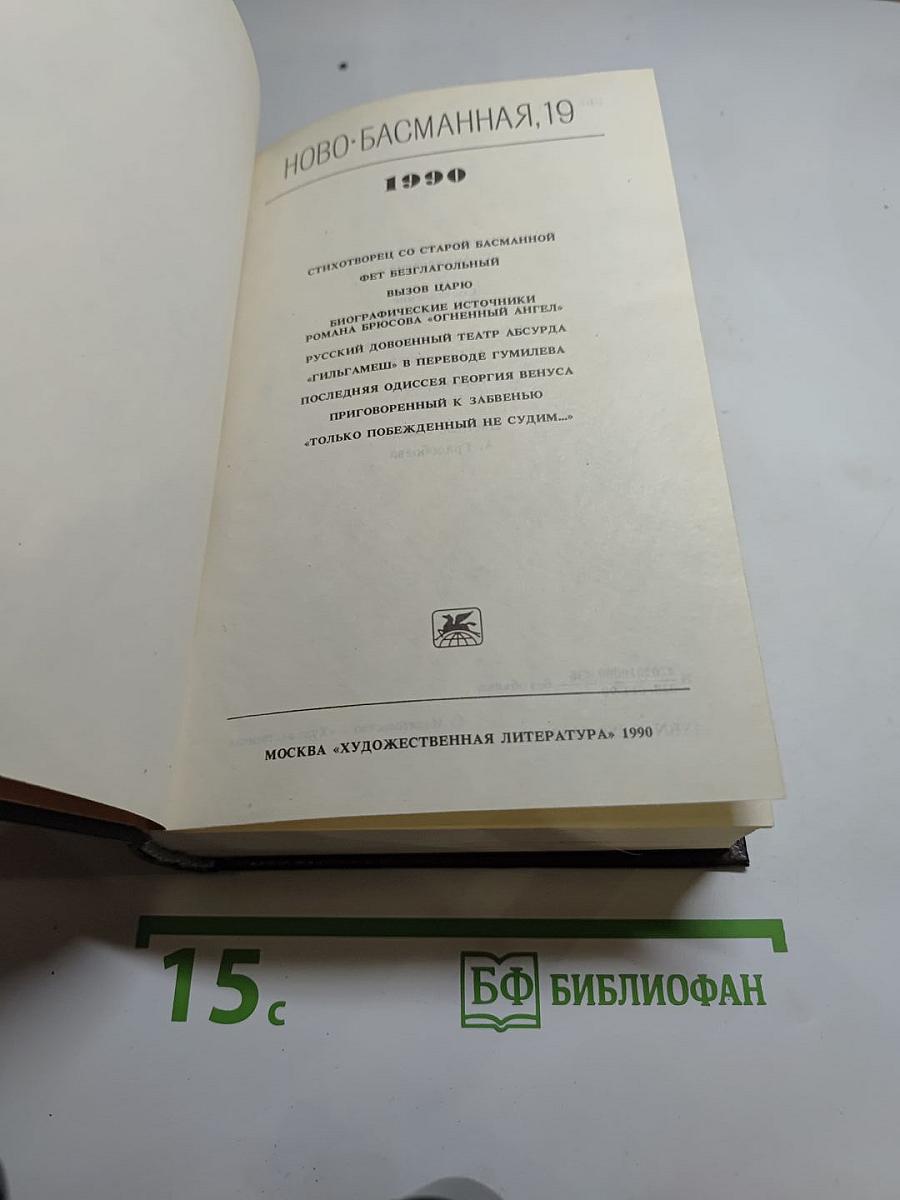 НОВО·БАСМАННАЯ, 19
1990
СТИХОТВОРЕЦ СО СТАРОЙ БАСМАННОЙ
ФЕТ БЕЗГЛАГОЛЬНЫЙ
ВЫЗОВ ЦАРЮ
БИОГРАФИЧЕСКИЕ ИСТОЧНИКИ
РОМАНА БРЮСОВА «ОГНЕННЫЙ АНГЕЛ»
РУССКИЙ ДОВОЕННЫЙ ТЕАТР АБСУРДА
«ГИЛЬГАМЕШ» В ПЕРЕВОДЕ ГУМИЛЕВА
ПОСЛЕДНЯЯ ОДИССЕЯ ГЕОРГИЯ ВЕНУСА
ПРИГОВОРЕННЫЙ К ЗАБВЕНЬЮ
«ТОЛЬКО ПОБЕЖДЕННЫЙ НЕ СУДИМ...»
МОСКВА «ХУДОЖЕСТВЕННАЯ ЛИТЕРАТУРА» 1990
15 с
БФ БИБЛИОФАН